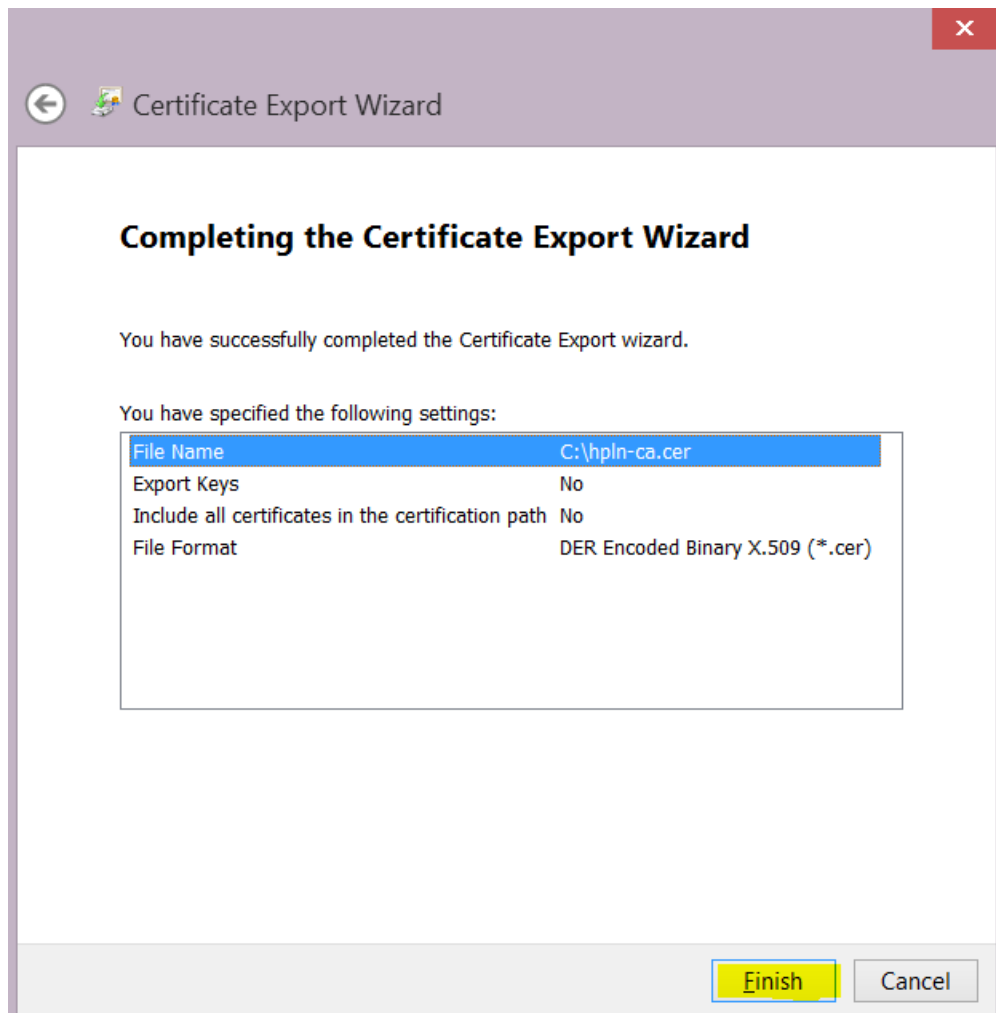 Certificate Export Wizard
Completing the Certificate Export Wizard
You have successfully completed the Certificate Export wizard.
You have specified the following settings:
File Name C:\hpln-ca.cer
Export Keys No
Include all certificates in the certification path No
File Format DER Encoded Binary X.509 (*.cer)
Finish Cancel